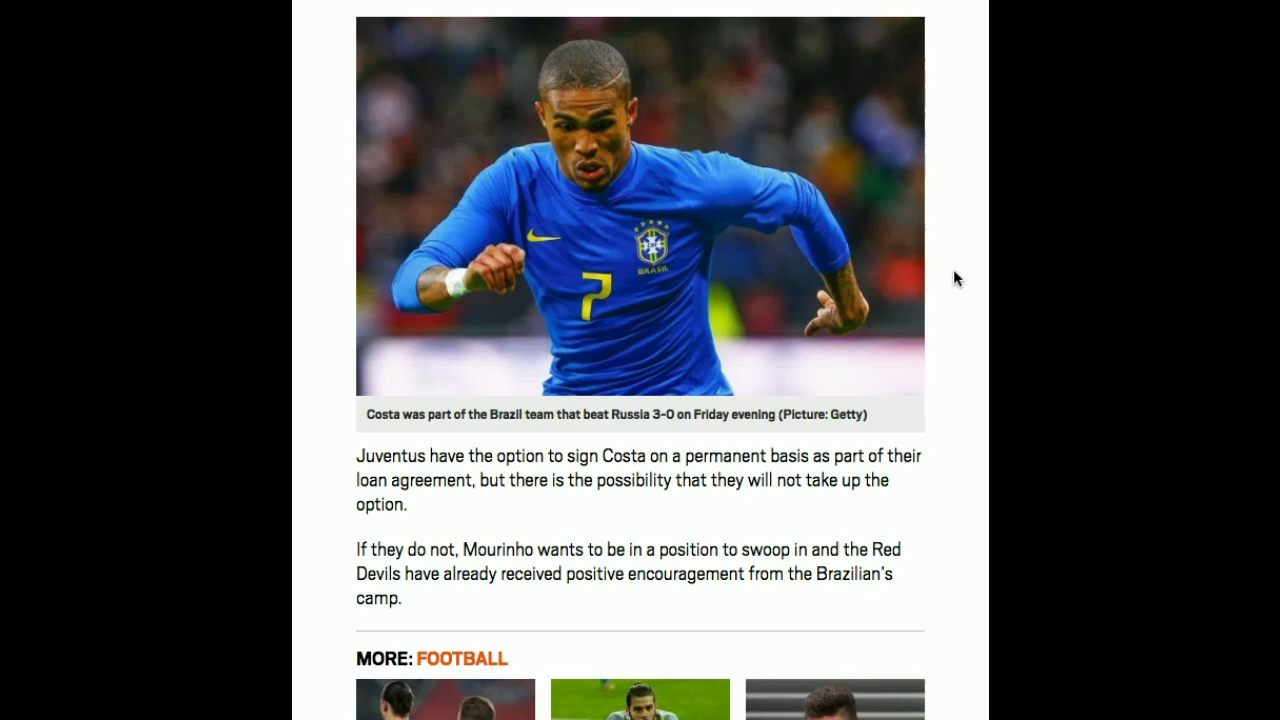 BRASIL
7
Costa was part of the Brazil team that beat Russia 3-0 on Friday evening (Picture: Getty)
Juventus have the option to sign Costa on a permanent basis as part of their
loan agreement, but there is the possibility that they will not take up the
option.
If they do not, Mourinho wants to be in a position to swoop in and the Red
Devils have already received positive encouragement from the Brazilian's
camp.
MORE: FOOTBALL